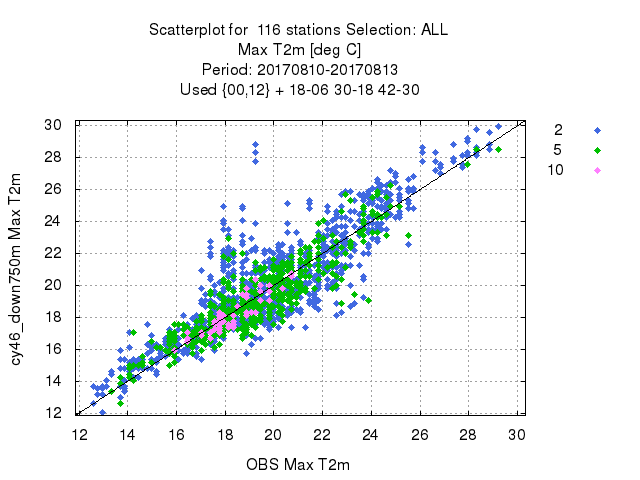 Scatterplot for 116 stations Selection: ALL
Max T2m [deg C]
Period: 20170810-20170813
Used {00,12} + 18-06 30-18 42-30
cy46_down750m Max T2m
30
28
26
24
22
20
18
16
14
12
12 14 16 18 20 22 24 26 28 30
OBS Max T2m
2
5
10